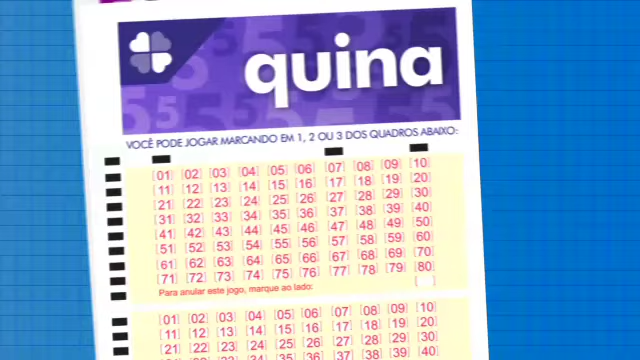 quina
VOCÊ PODE JOGAR MARCANDO EM 1, 2 OU 3 DOS QUADROS ABAIXO:
[01] [02] [03] [04] [05] [06] [07] [08] [09] [10]
[11] [12] [13] [14] [15] [16] [17] [18] [19] [20]
[21] [22] [23] [24] [25] [26] [27] [28] [29] [30]
[31] [32] [33] [34] [35] [36] [37] [38] [39] [40]
[41] [42] [43] [44] [45] [46] [47] [48] [49] [50]
[51] [52] [53] [54] [55] [56] [57] [58] [59] [60]
[61] [62] [63] [64] [65] [66] [67] [68] [69] [70]
[71] [72] [73] [74] [75] [76] [77] [78] [79] [80]
Para anular este jogo, marque ao lado: [ ]
[01] [02] [03] [04] [05] [06] [07] [08] [09] [10]
[11] [12] [13] [14] [15] [16] [17] [18] [19] [20]
[21] [22] [23] [24] [25] [26] [27] [28] [29] [30]
[34] [35] [36] [37] [38] [39] [40]